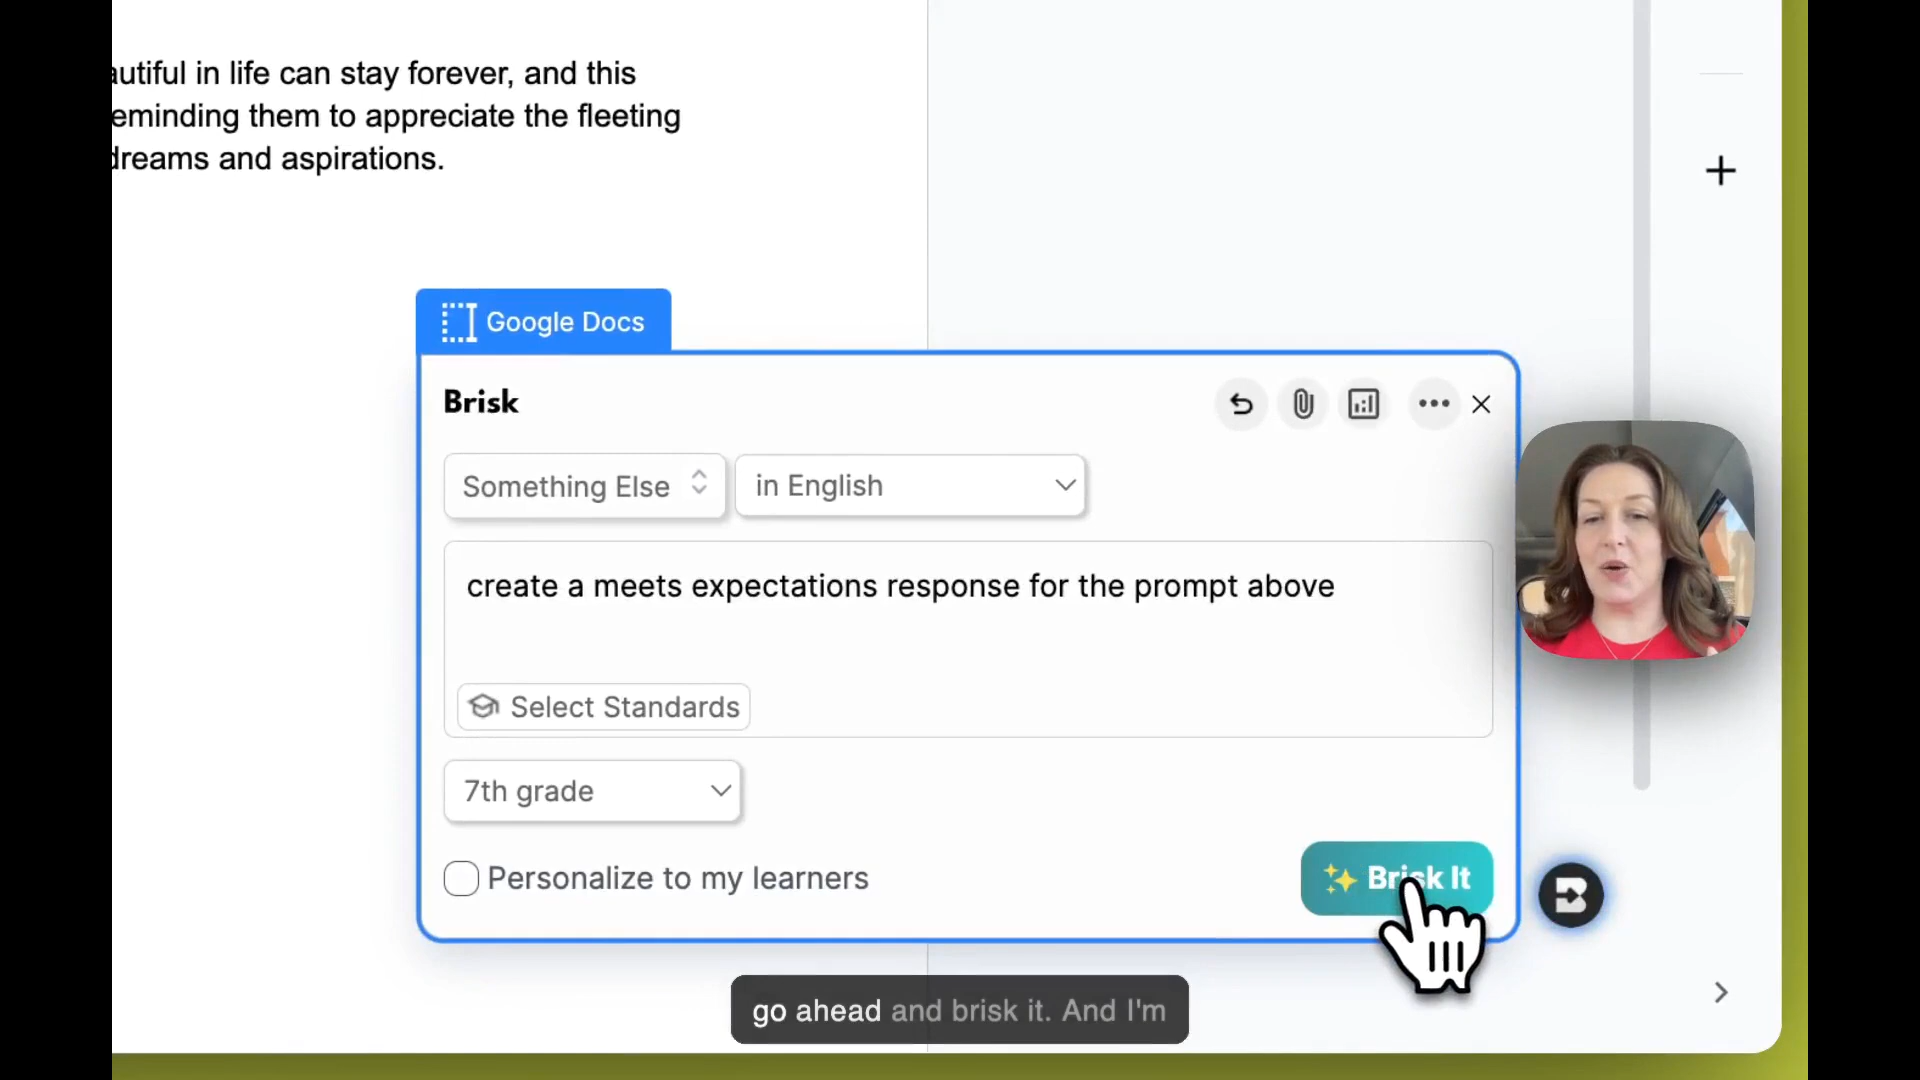 autiful in life can stay forever, and this
eminding them to appreciate the fleeting
dreams and aspirations.
Google Docs
Brisk
Something Else
in English
create a meets expectations response for the prompt above
Select Standards
7th grade
Personalize to my learners
Brisk It
B
go ahead and brisk it. And I'm